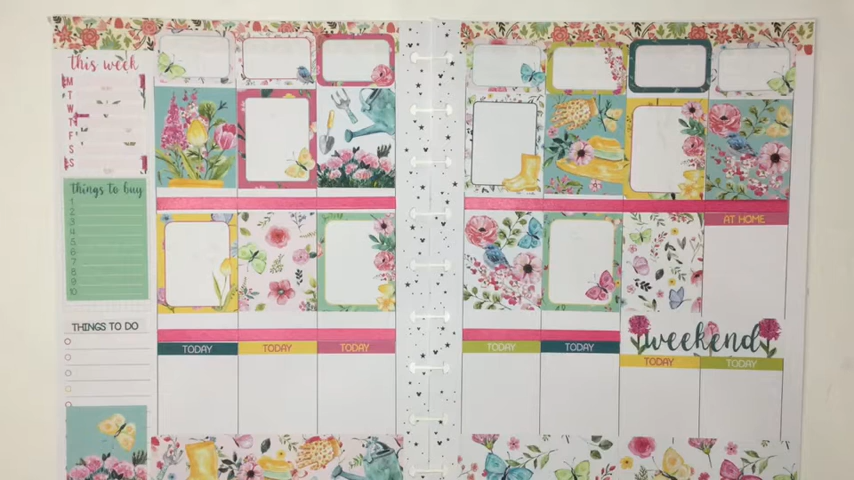 this week
M
T
W
T
F
S
S
things to buy
1
2
3
4
5
6
7
8
9
10
THINGS TO DO
AT HOME
weekend
TODAY
TODAY
TODAY
TODAY
TODAY
TODAY
TODAY